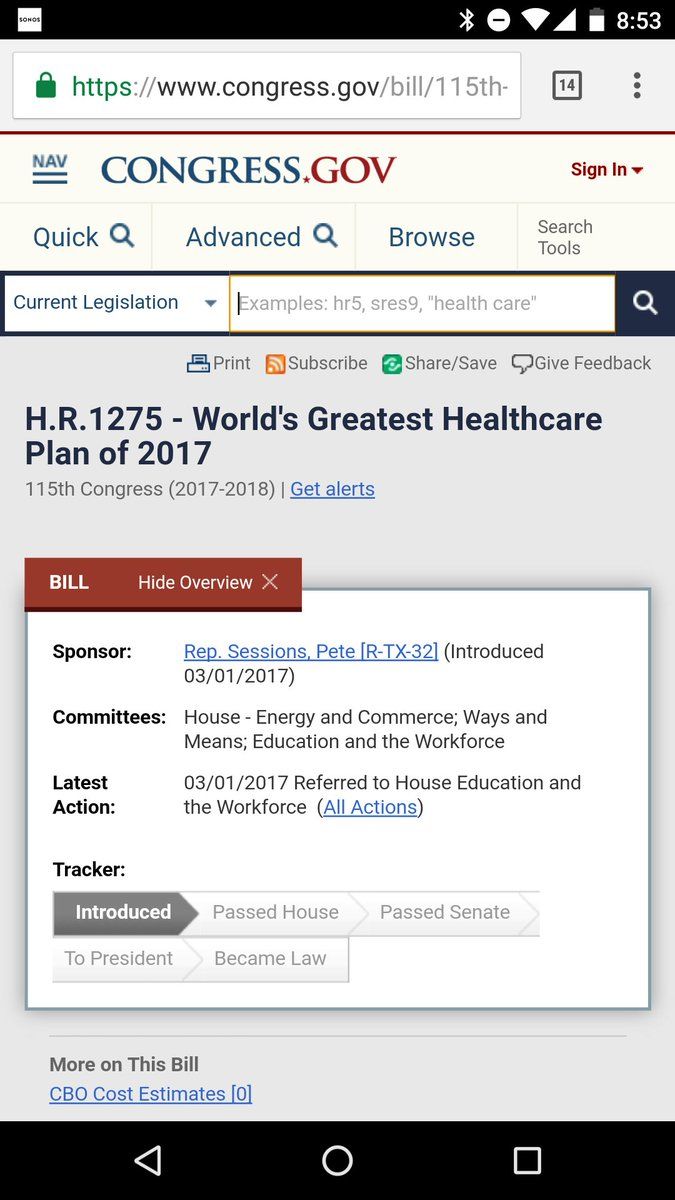 SONOS
8:53
https://www.congress.gov/bill/115th-
14
NAV
CONGRESS.GOV
Sign In
Quick
Advanced
Browse
Search
Tools
Current Legislation
Examples: hr5, sres9, "health care"
Print
Subscribe
Share/Save
Give Feedback
H.R.1275 - World's Greatest Healthcare
Plan of 2017
115th Congress (2017-2018) | Get alerts
BILL
Hide Overview
Sponsor:
Rep. Sessions, Pete [R-TX-32] (Introduced
03/01/2017)
Committees:
House - Energy and Commerce; Ways and
Means; Education and the Workforce
Latest
Action:
03/01/2017 Referred to House Education and
the Workforce (All Actions)
Tracker:
Introduced
Passed House
Passed Senate
To President
Became Law
More on This Bill
CBO Cost Estimates [0]